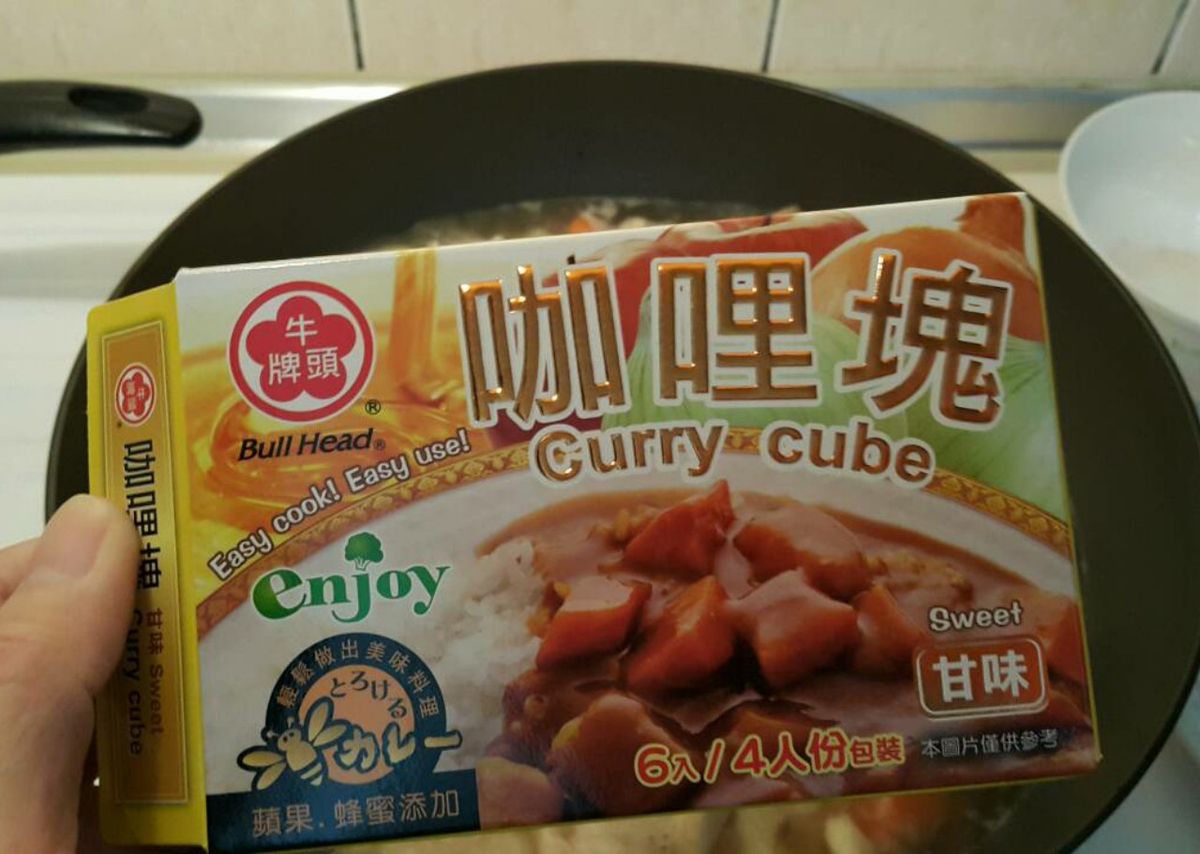 牛
牌頭
®
Bull Head®
咖哩塊
Curry cube
Easy cook! Easy use!
enjoy
輕鬆做出美味料理
とろける
カレー
蘋果.蜂蜜添加
Sweet
甘味
6入/4人份包裝
本圖片僅供參考
咖哩塊 甘味 Sweet
Curry cube